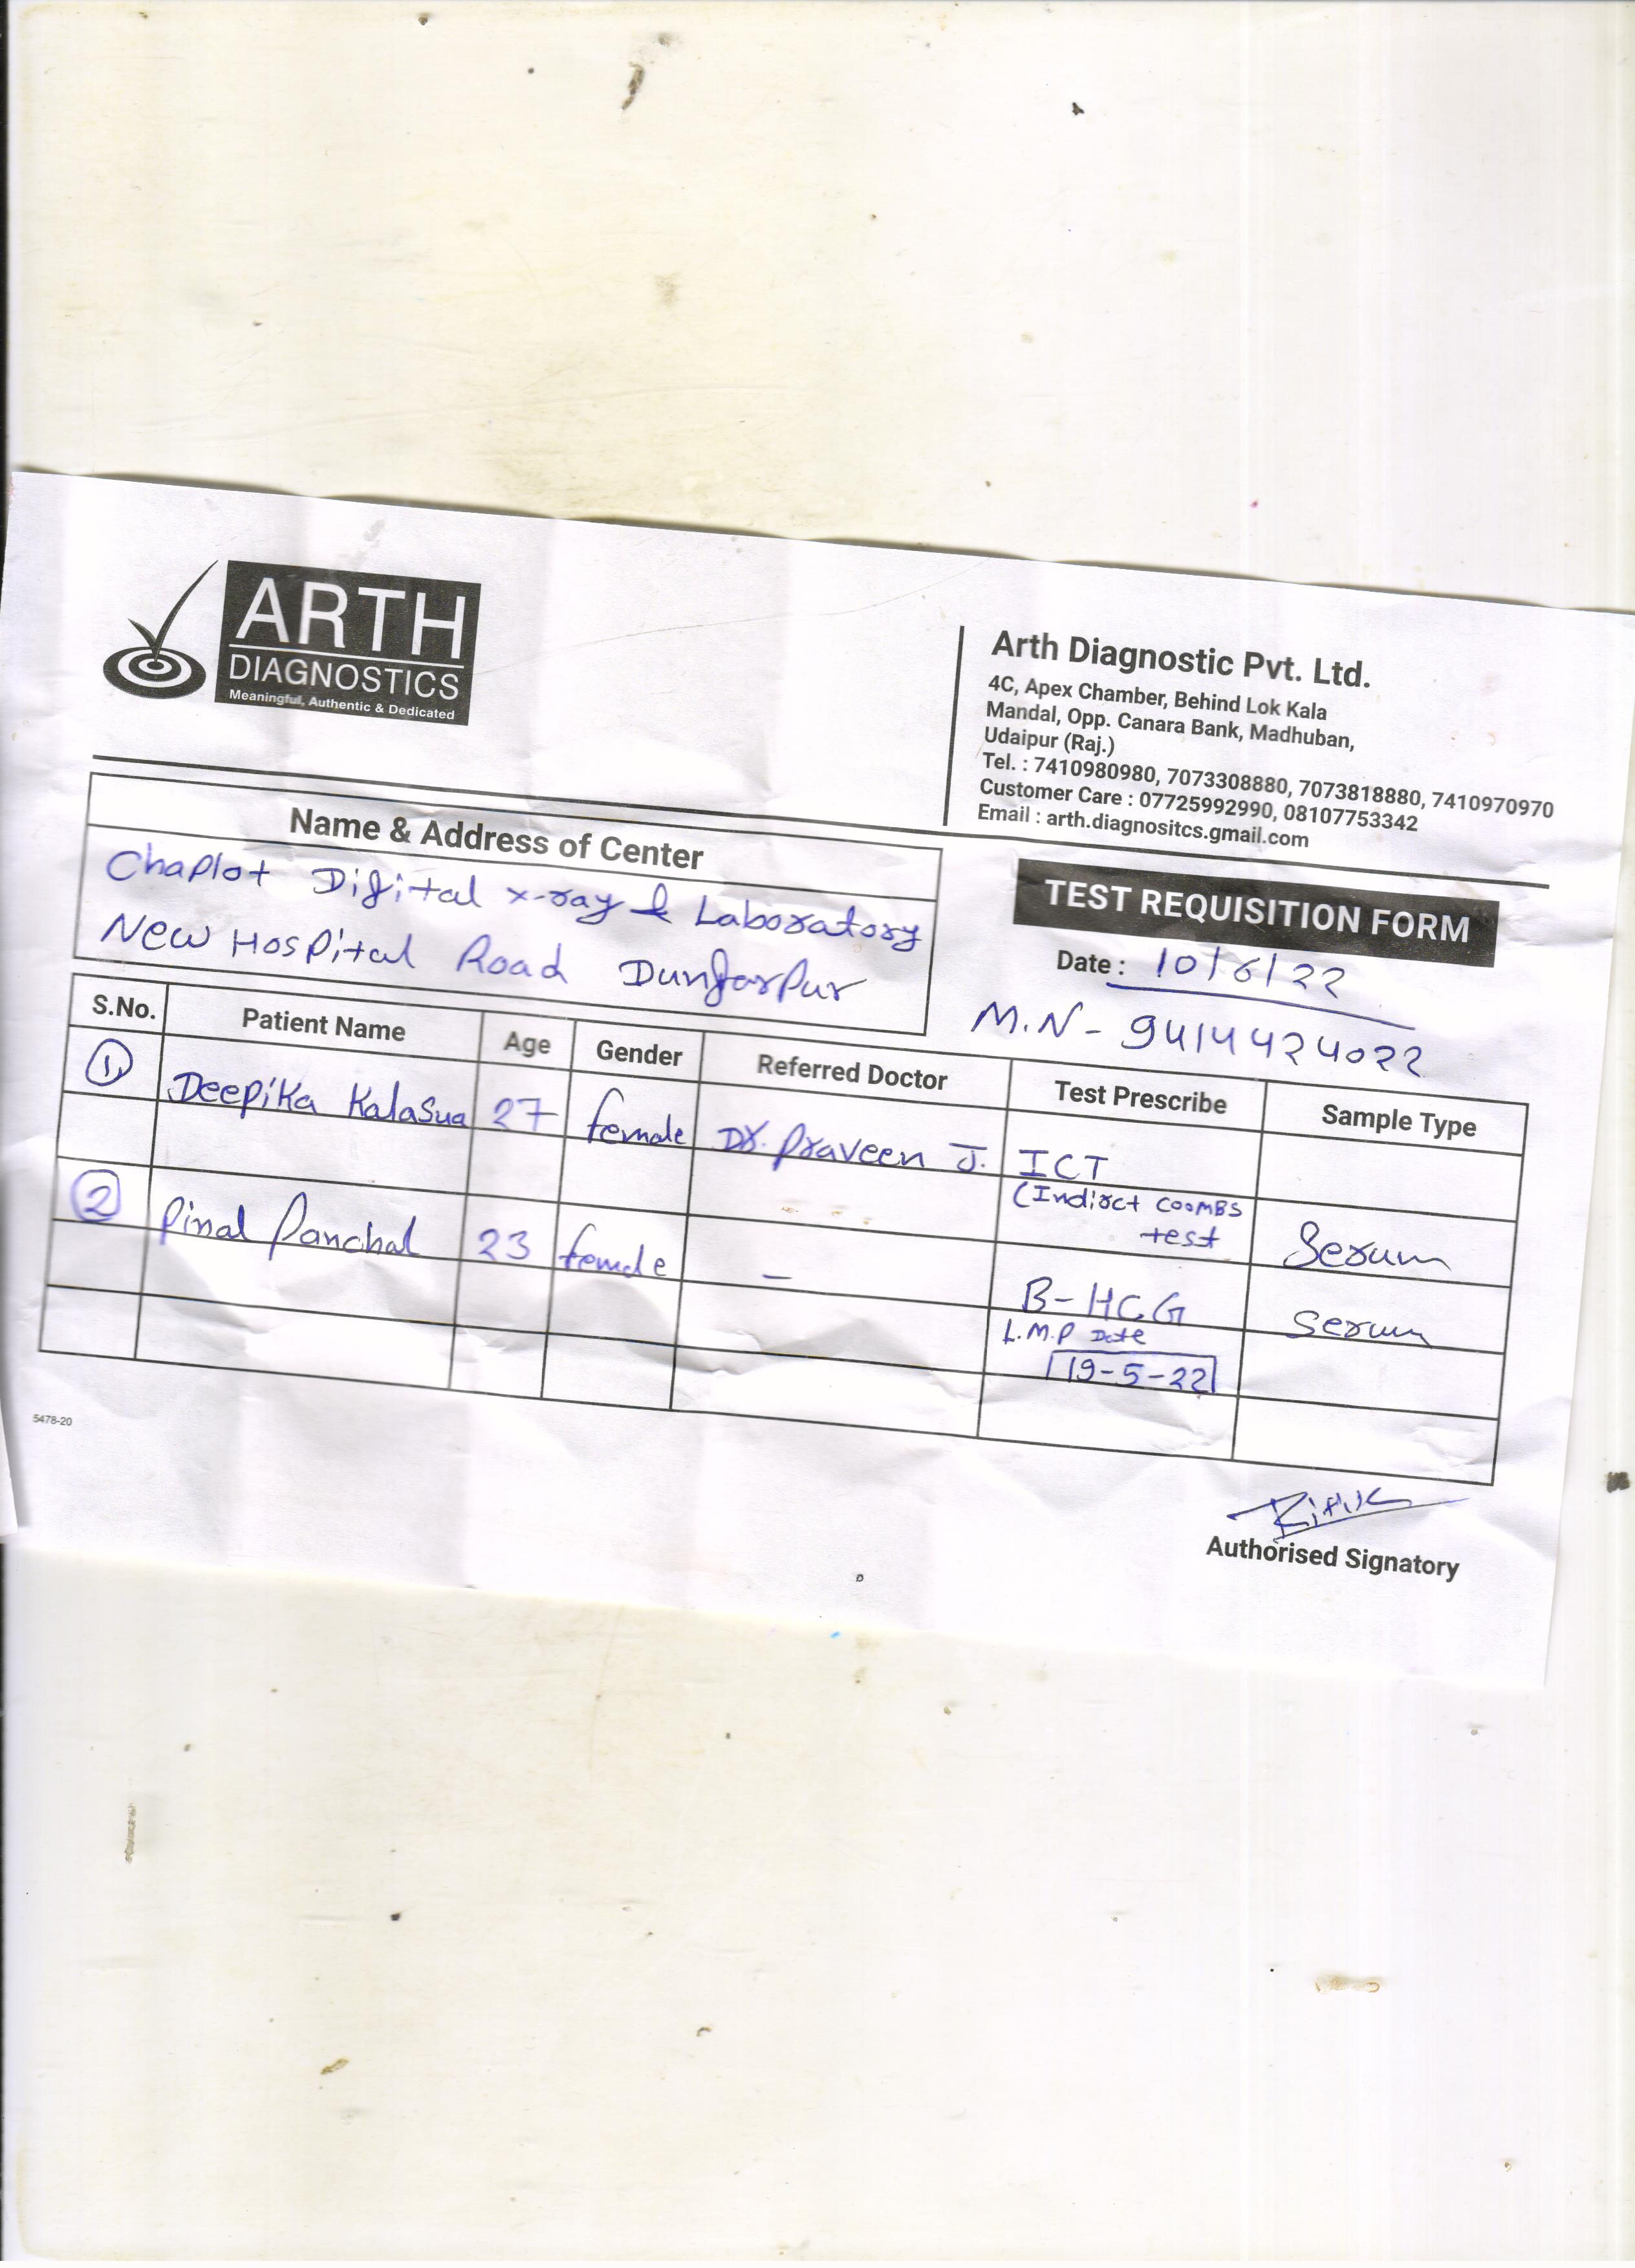 ARTH
DIAGNOSTICS
Meaningful, Authentic & Dedicated
Arth Diagnostic Pvt. Ltd.
4C, Apex Chamber, Behind Lok Kala
Mandal, Opp. Canara Bank, Madhuban,
Udaipur (Raj.)
Tel. : 7410980980, 7073308880, 7073818880, 7410970970
Customer Care : 07725992990, 08107753342
Email : arth.diagnositcs.gmail.com
Name & Address of Center
Chaplot Digital x-ray & Laboratory
New Hospital Road Dungarpur
TEST REQUISITION FORM
Date : 10/6/22
M.N- 9414424022
S.No. Patient Name Age Gender Referred Doctor Test Prescribe Sample Type
1 Deepika Kalasua 27 female Dr. Praveen J. ICT
(Indirct COOMBS
test Serum
2 Pinal Panchal 23 female – B-HCG Serum
L.M.P Date
19-5-22
5478-20
Authorised Signatory